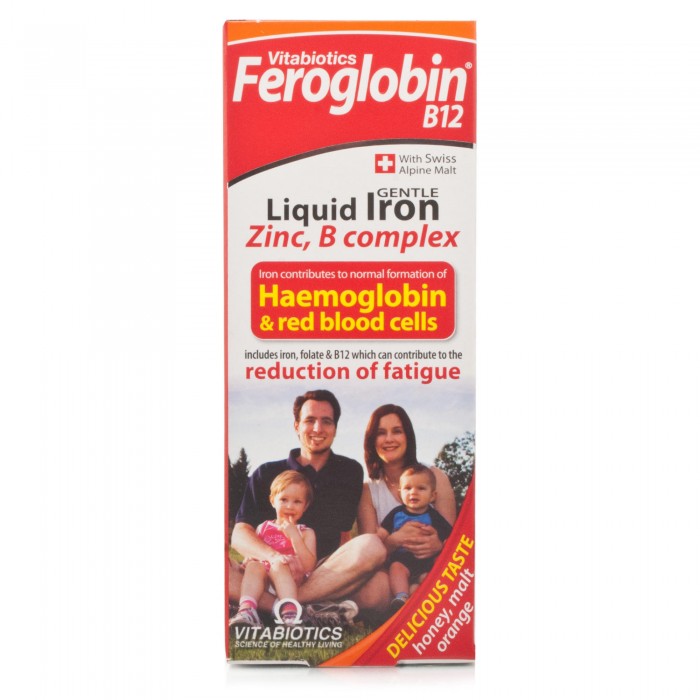 Vitabiotics
Feroglobin®
B12
With Swiss
Alpine Malt
GENTLE
Liquid Iron
Zinc, B complex
Iron contributes to normal formation of
Haemoglobin
& red blood cells
includes iron, folate & B12 which can contribute to the
reduction of fatigue
DELICIOUS TASTE
honey, malt
orange
VITABIOTICS
SCIENCE OF HEALTHY LIVING